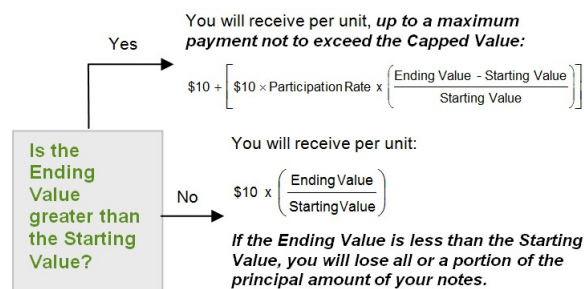 You will receive per unit, up to a maximum
payment not to exceed the Capped Value:
Yes
$10 + [ $10 × Participation Rate x ( Ending Value - Starting Value / Starting Value ) ]
Is the
Ending
Value
greater than
the Starting
Value?
No
You will receive per unit:
$10 x ( Ending Value / Starting Value )
If the Ending Value is less than the Starting
Value, you will lose all or a portion of the
principal amount of your notes.